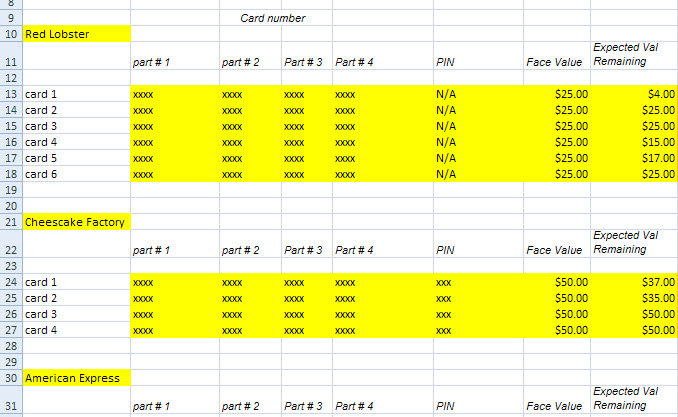 8
9 Card number
10 Red Lobster
Expected Val
11 part # 1 part # 2 Part # 3 Part # 4 PIN Face Value Remaining
12
13 card 1 xxxx xxxx xxxx xxxx N/A $25.00 $4.00
14 card 2 xxxx xxxx xxxx xxxx N/A $25.00 $25.00
15 card 3 xxxx xxxx xxxx xxxx N/A $25.00 $25.00
16 card 4 xxxx xxxx xxxx xxxx N/A $25.00 $15.00
17 card 5 xxxx xxxx xxxx xxxx N/A $25.00 $17.00
18 card 6 xxxx xxxx xxxx xxxx N/A $25.00 $25.00
19
20
21 Cheescake Factory
Expected Val
22 part # 1 part # 2 Part # 3 Part # 4 PIN Face Value Remaining
23
24 card 1 xxxx xxxx xxxx xxxx xxx $50.00 $37.00
25 card 2 xxxx xxxx xxxx xxxx xxx $50.00 $35.00
26 card 3 xxxx xxxx xxxx xxxx xxx $50.00 $50.00
27 card 4 xxxx xxxx xxxx xxxx xxx $50.00 $50.00
28
29
30 American Express
Expected Val
31 part # 1 part # 2 Part # 3 Part # 4 PIN Face Value Remaining